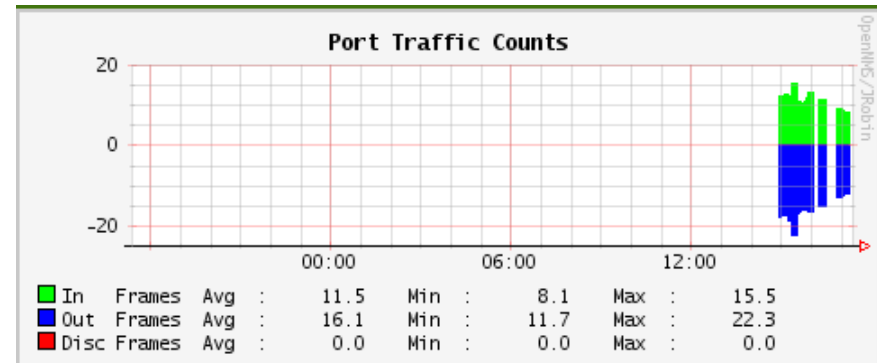 Port Traffic Counts
OpenNMS/JRobin
20
0
-20
00:00 06:00 12:00
In Frames Avg : 11.5 Min : 8.1 Max : 15.5
Out Frames Avg : 16.1 Min : 11.7 Max : 22.3
Disc Frames Avg : 0.0 Min : 0.0 Max : 0.0